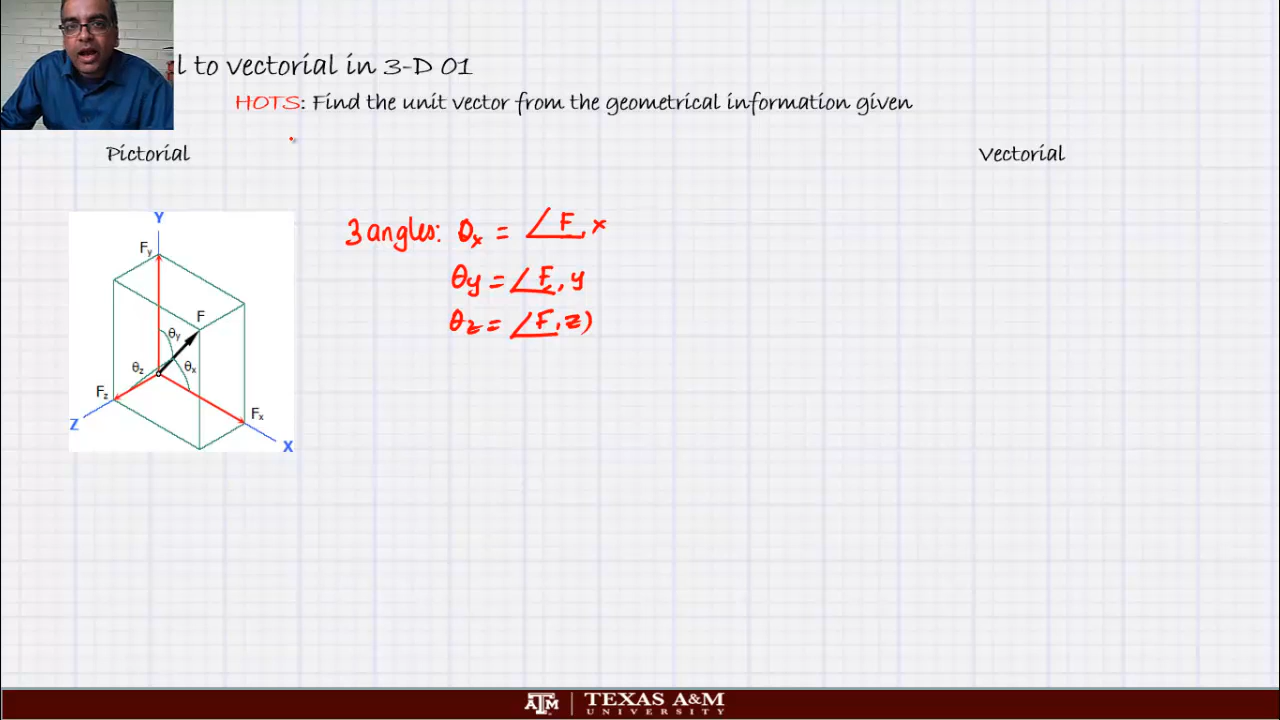 l to vectorial in 3-D 01
HOTS: Find the unit vector from the geometrical information given
Pictorial
Vectorial
Y
Fy
F
θy
θz
θx
Fz
Fx
Z
X
3 angles: θx = ∠F, x
θy = ∠F, y
θz = ∠F, z)
ATM | TEXAS A&M
UNIVERSITY